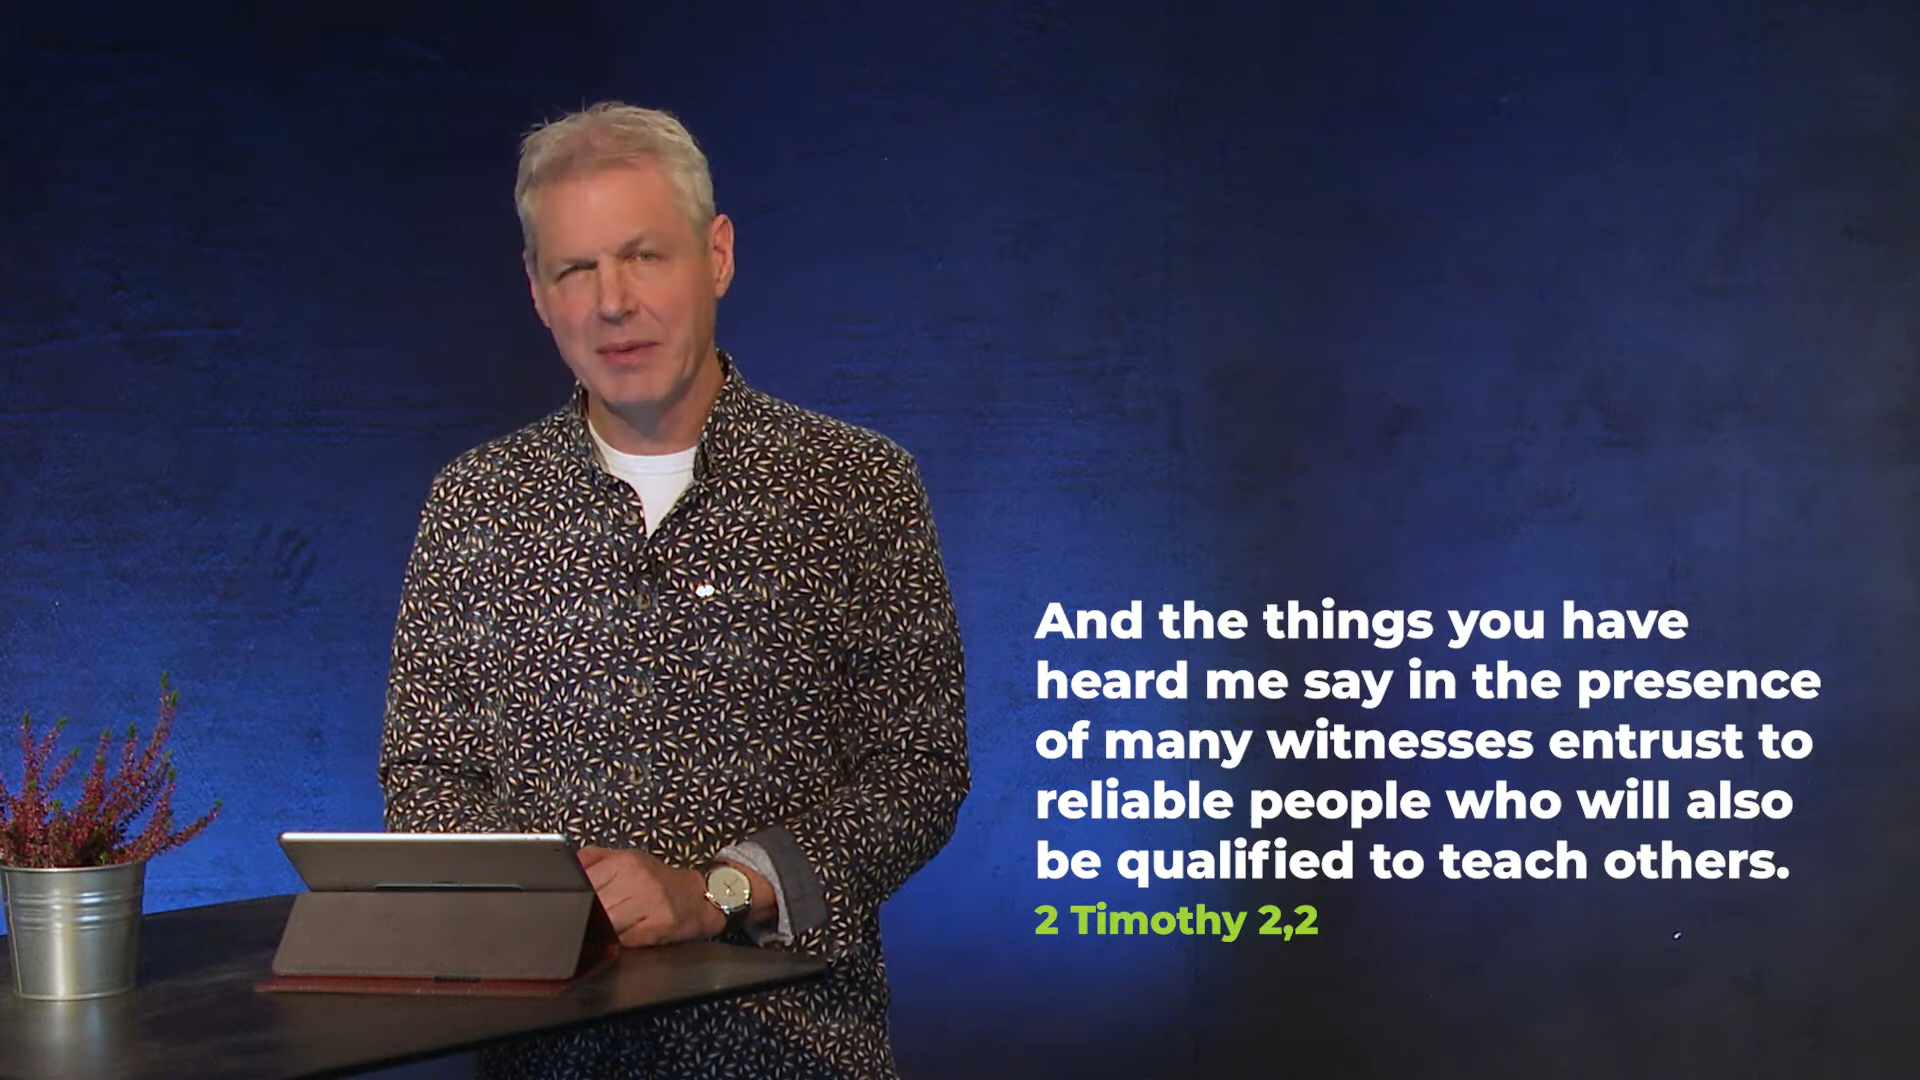 And the things you have
heard me say in the presence
of many witnesses entrust to
reliable people who will also
be qualified to teach others.
2 Timothy 2,2